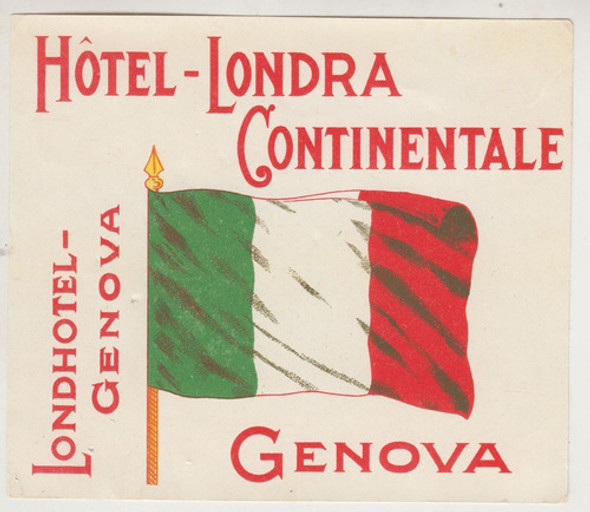 HÔTEL-LONDRA
CONTINENTALE
LONDHOTEL-
GENOVA
GENOVA